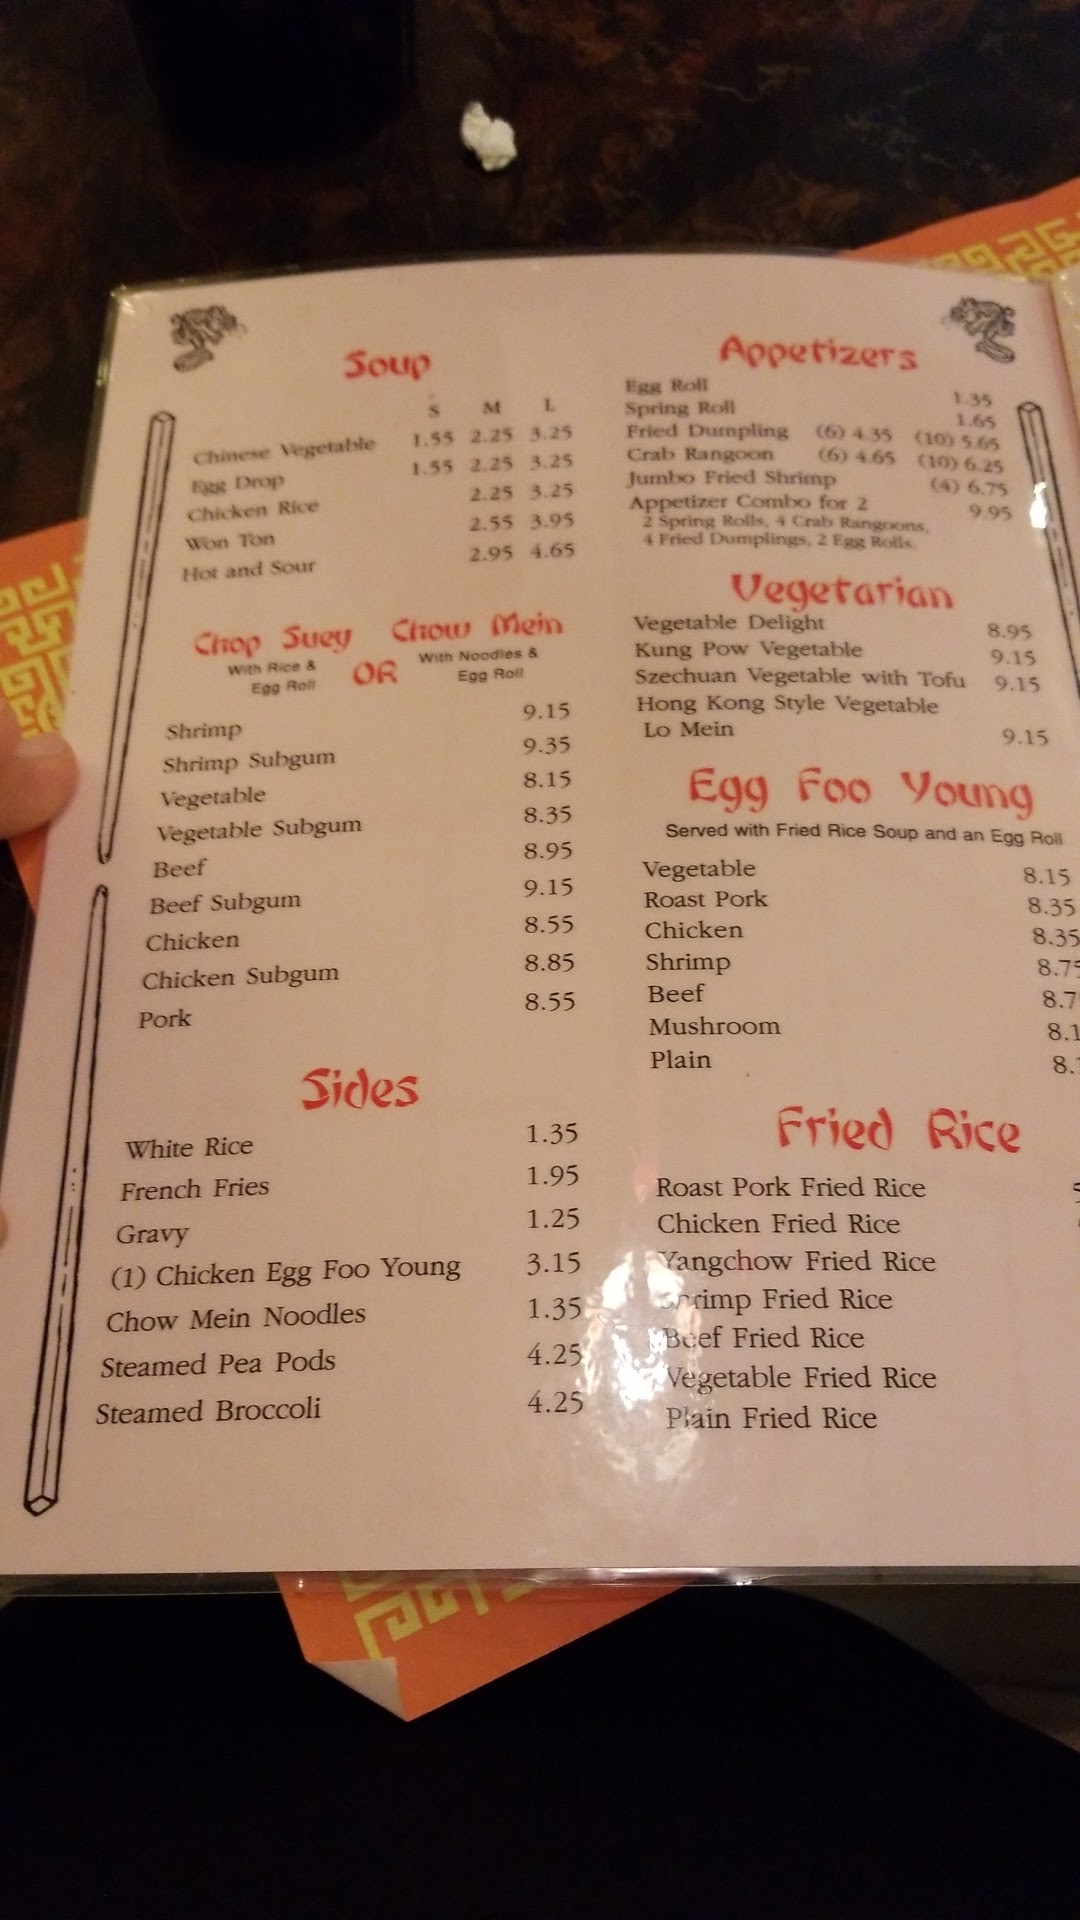 Soup
S M L
Chinese Vegetable 1.55 2.25 3.25
Egg Drop 1.55 2.25 3.25
Chicken Rice 2.25 3.25
Won Ton 2.55 3.95
Hot and Sour 2.95 4.65
Chop Suey
With Rice &
Egg Roll
OR
Chow Mein
With Noodles &
Egg Roll
Shrimp 9.15
Shrimp Subgum 9.35
Vegetable 8.15
Vegetable Subgum 8.35
Beef 8.95
Beef Subgum 9.15
Chicken 8.55
Chicken Subgum 8.85
Pork 8.55
Sides
White Rice 1.35
French Fries 1.95
Gravy 1.25
(1) Chicken Egg Foo Young 3.15
Chow Mein Noodles 1.35
Steamed Pea Pods 4.25
Steamed Broccoli 4.25
Appetizers
Egg Roll 1.35
Spring Roll 1.65
Fried Dumpling (6) 4.35 (10) 5.65
Crab Rangoon (6) 4.65 (10) 6.25
Jumbo Fried Shrimp (4) 6.75
Appetizer Combo for 2 9.95
2 Spring Rolls, 4 Crab Rangoons,
4 Fried Dumplings, 2 Egg Rolls.
Vegetarian
Vegetable Delight 8.95
Kung Pow Vegetable 9.15
Szechuan Vegetable with Tofu 9.15
Hong Kong Style Vegetable
Lo Mein 9.15
Egg Foo Young
Served with Fried Rice Soup and an Egg Roll
Vegetable 8.15
Roast Pork 8.35
Chicken 8.35
Shrimp 8.75
Beef
Mushroom
Plain
Fried Rice
Roast Pork Fried Rice
Chicken Fried Rice
Yangchow Fried Rice
Shrimp Fried Rice
Beef Fried Rice
Vegetable Fried Rice
Plain Fried Rice